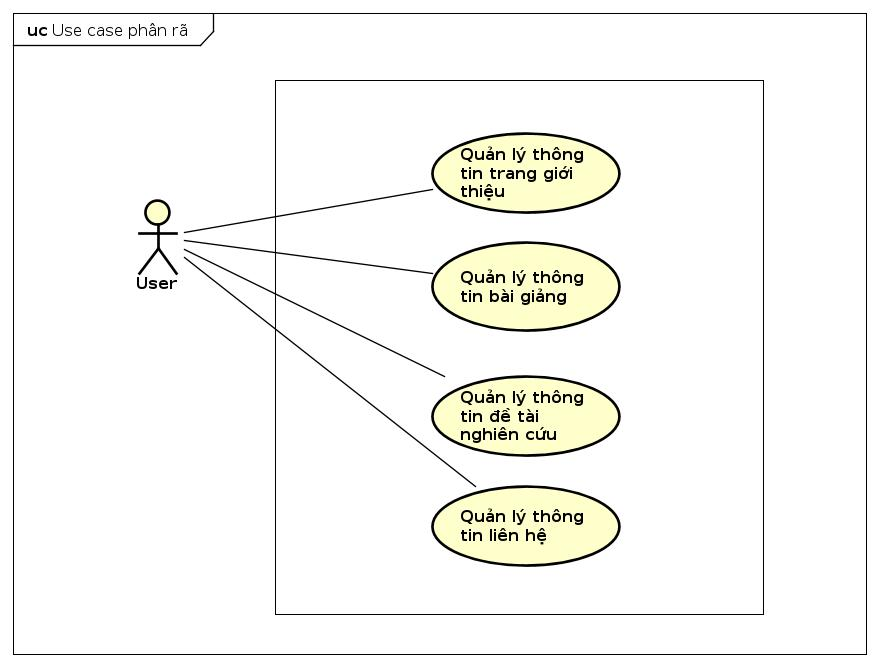 uc Use case phân rã
Quản lý thông
tin trang giới
thiệu
User
Quản lý thông
tin bài giảng
Quản lý thông
tin đề tài
nghiên cứu
Quản lý thông
tin liên hệ